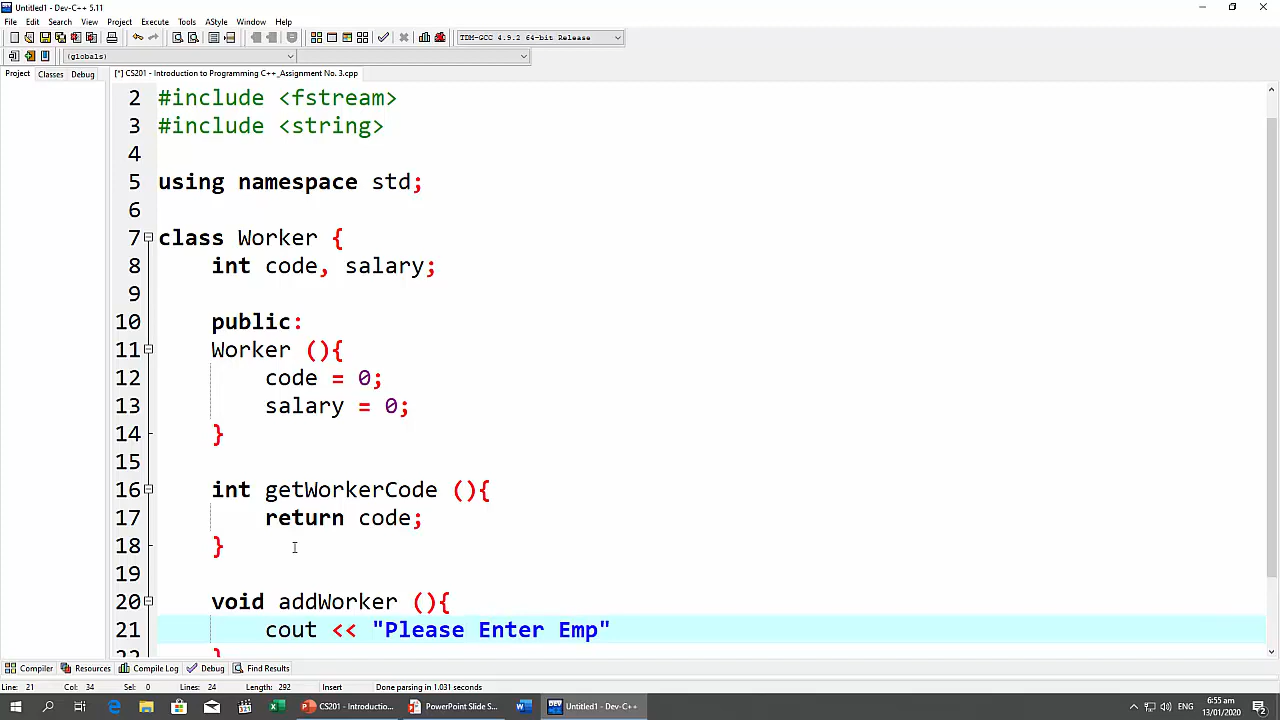 Untitled1 - Dev-C++ 5.11
File Edit Search View Project Execute Tools AStyle Window Help
TDM-GCC 4.9.2 64-bit Release
(globals)
Project Classes Debug [*] CS201 - Introduction to Programming C++_Assignment No. 3.cpp
2 #include <fstream>
3 #include <string>
4
5 using namespace std;
6
7 class Worker {
8 int code, salary;
9
10 public:
11 Worker (){
12 code = 0;
13 salary = 0;
14 }
15
16 int getWorkerCode (){
17 return code;
18 }
19
20 void addWorker (){
21 cout << "Please Enter Emp"
22 }
Compiler Resources Compile Log Debug Find Results
Line: 21 Col: 34 Sel: 0 Lines: 24 Length: 292 Insert Done parsing in 1.031 seconds
CS201 - Introductio... PowerPoint Slide S... Untitled1 - Dev-C++ ENG 6:55 pm
13/01/2020 2